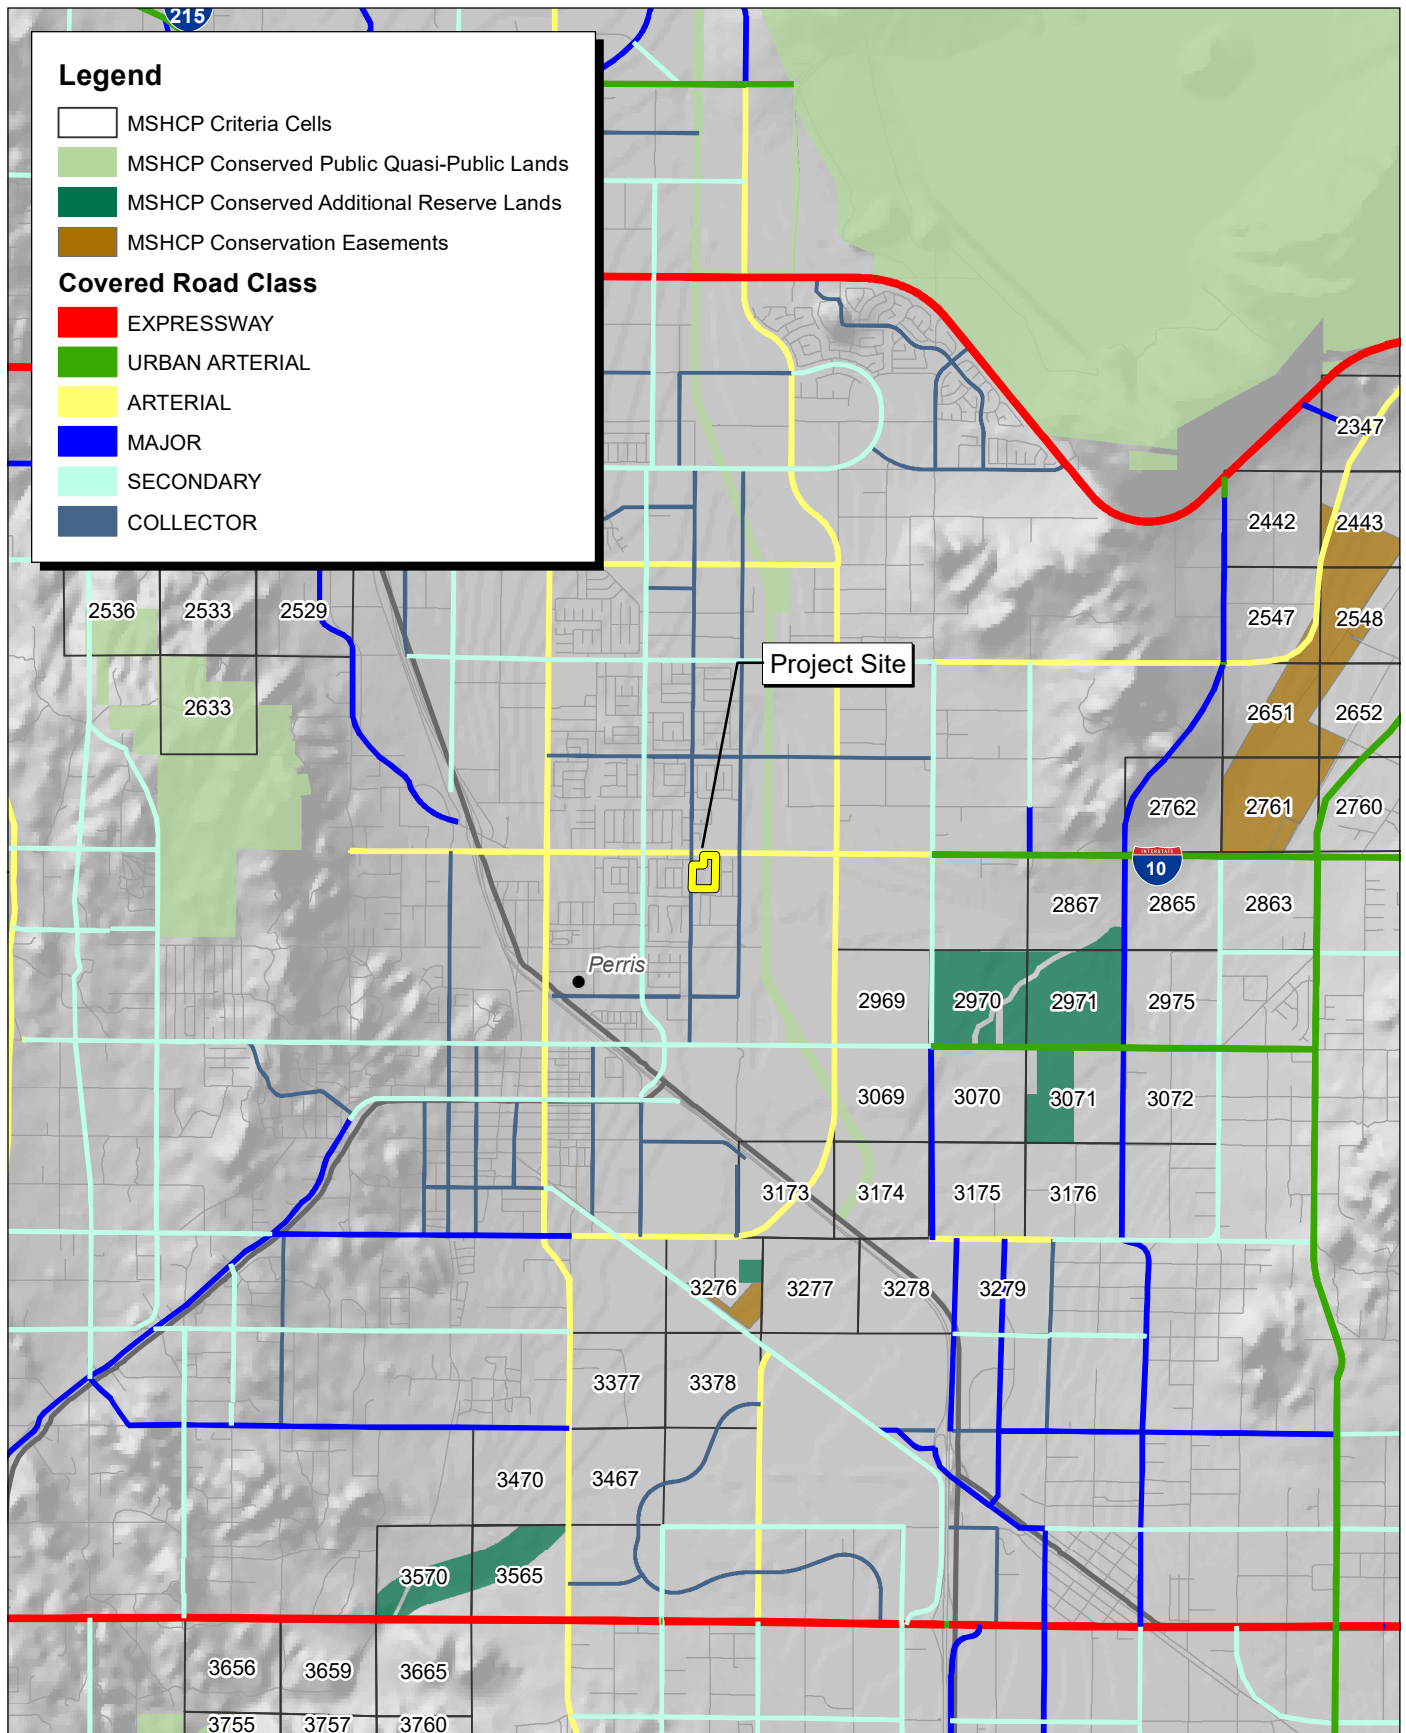 215
Legend
MSHCP Criteria Cells
MSHCP Conserved Public Quasi-Public Lands
MSHCP Conserved Additional Reserve Lands
MSHCP Conservation Easements
Covered Road Class
EXPRESSWAY
URBAN ARTERIAL
ARTERIAL
MAJOR
SECONDARY
COLLECTOR
2347
2442 2443
2536 2533 2529
2547 2548
Project Site
2633
2651 2652
2762 2761 2760
INTERSTATE
10
2867 2865 2863
Perris
2969 2970 2971 2975
3069 3070 3071 3072
3173 3174 3175 3176
3276 3277 3278 3279
3377 3378
3470 3467
3570 3565
3656 3659 3665
3755 3757 3760